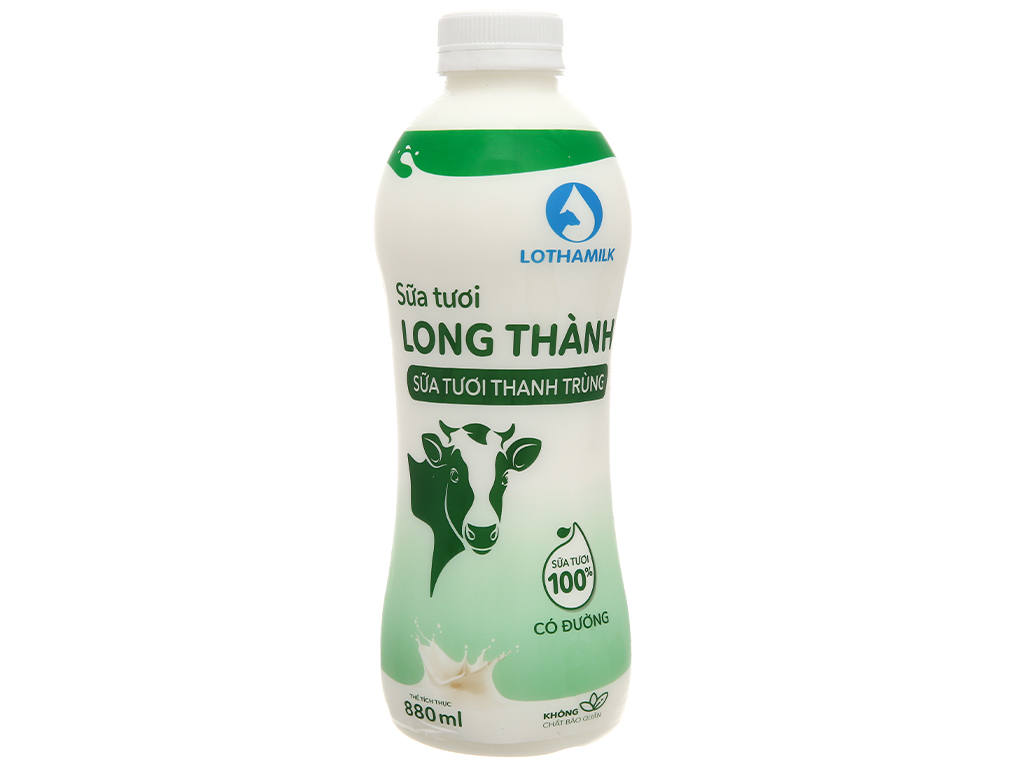 LOTHAMILK
Sữa tươi
LONG THÀNH
SỮA TƯƠI THANH TRÙNG
SỮA TƯƠI
100%
CÓ ĐƯỜNG
THỂ TÍCH THỰC
880ml
KHÔNG
CHẤT BẢO QUẢN